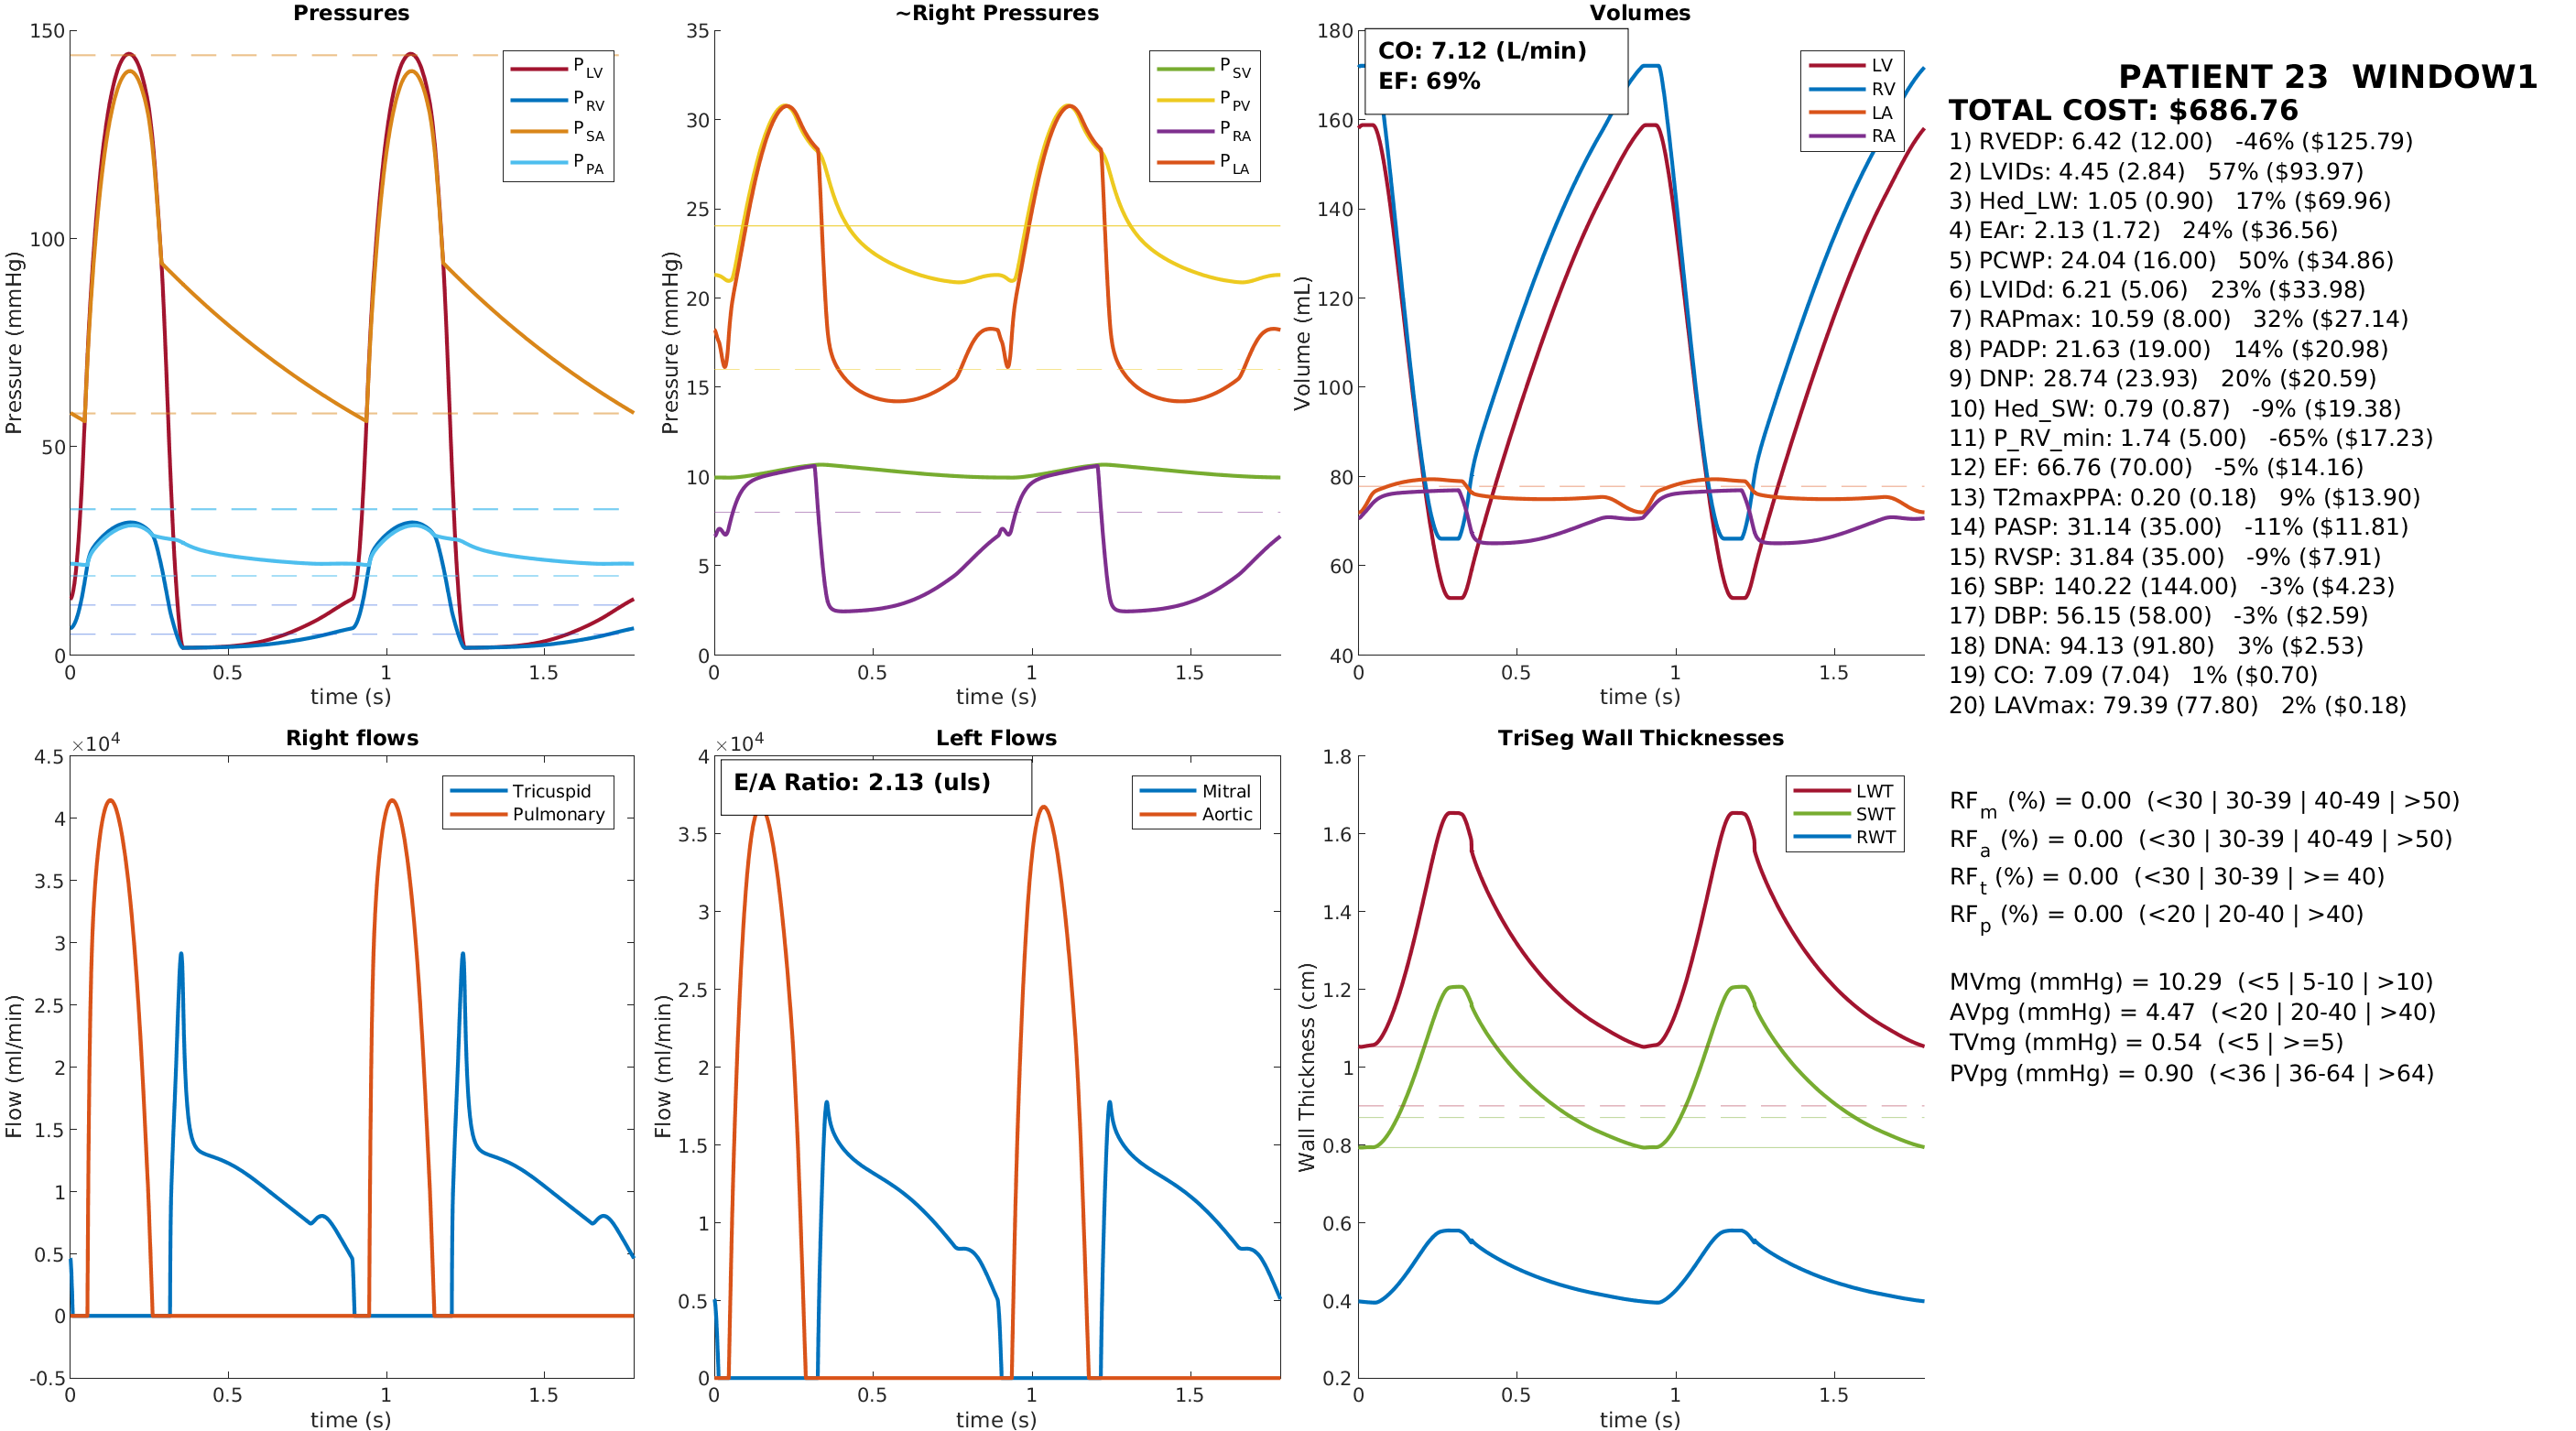 Pressures
150
100
50
0
0
0.5
1
1.5
Pressure (mmHg)
time (s)
P LV
P RV
P SA
P PA
~Right Pressures
35
30
25
20
15
10
5
0
0
0.5
1
1.5
Pressure (mmHg)
time (s)
P SV
P PV
P RA
P LA
Volumes
180
160
140
120
100
80
60
40
0
0.5
1
1.5
Volume (mL)
time (s)
CO: 7.12 (L/min)
EF: 69%
LV
RV
LA
RA
PATIENT 23 WINDOW1
TOTAL COST: $686.76
1) RVEDP: 6.42 (12.00) -46% ($125.79)
2) LVIDs: 4.45 (2.84) 57% ($93.97)
3) Hed_LW: 1.05 (0.90) 17% ($69.96)
4) EAr: 2.13 (1.72) 24% ($36.56)
5) PCWP: 24.04 (16.00) 50% ($34.86)
6) LVIDd: 6.21 (5.06) 23% ($33.98)
7) RAPmax: 10.59 (8.00) 32% ($27.14)
8) PADP: 21.63 (19.00) 14% ($20.98)
9) DNP: 28.74 (23.93) 20% ($20.59)
10) Hed_SW: 0.79 (0.87) -9% ($19.38)
11) P_RV_min: 1.74 (5.00) -65% ($17.23)
12) EF: 66.76 (70.00) -5% ($14.16)
13) T2maxPPA: 0.20 (0.18) 9% ($13.90)
14) PASP: 31.14 (35.00) -11% ($11.81)
15) RVSP: 31.84 (35.00) -9% ($7.91)
16) SBP: 140.22 (144.00) -3% ($4.23)
17) DBP: 56.15 (58.00) -3% ($2.59)
18) DNA: 94.13 (91.80) 3% ($2.53)
19) CO: 7.09 (7.04) 1% ($0.70)
20) LAVmax: 79.39 (77.80) 2% ($0.18)
Right flows
×10^4
4.5
4
3.5
3
2.5
2
1.5
1
0.5
0
-0.5
0
0.5
1
1.5
Flow (ml/min)
time (s)
Tricuspid
Pulmonary
Left Flows
×10^4
4
3.5
3
2.5
2
1.5
1
0.5
0
0
0.5
1
1.5
Flow (ml/min)
time (s)
E/A Ratio: 2.13 (uls)
Mitral
Aortic
TriSeg Wall Thicknesses
1.8
1.6
1.4
1.2
1
0.8
0.6
0.4
0.2
0
0.5
1
1.5
Wall Thickness (cm)
time (s)
LWT
SWT
RWT
RF m (%) = 0.00 (<30 | 30-39 | 40-49 | >50)
RF a (%) = 0.00 (<30 | 30-39 | 40-49 | >50)
RF t (%) = 0.00 (<30 | 30-39 | >= 40)
RF p (%) = 0.00 (<20 | 20-40 | >40)
MVmg (mmHg) = 10.29 (<5 | 5-10 | >10)
AVpg (mmHg) = 4.47 (<20 | 20-40 | >40)
TVmg (mmHg) = 0.54 (<5 | >=5)
PVpg (mmHg) = 0.90 (<36 | 36-64 | >64)